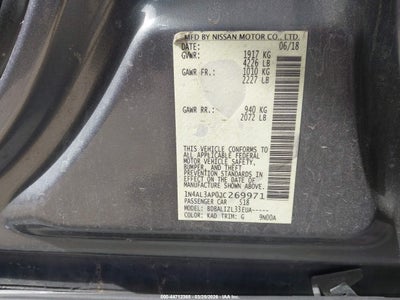 MFD BY NISSAN MOTOR CO., LTD.
DATE: 06/18
GVWR: 1917 KG
4226 LB
GAWR FR.: 1010 KG
2227 LB
GAWR RR.: 940 KG
2072 LB
THIS VEHICLE CONFORMS TO
ALL APPLICABLE FEDERAL
MOTOR VEHICLE SAFETY,
BUMPER, AND THEFT
PREVENTION STANDARDS
IN EFFECT ON THE DATE OF
MANUFACTURE SHOWN ABOVE.
1N4AL3AP0JC269971
PASSENGER CAR 518
MODEL: BDBALIZL33EUA-----
COLOR: KAD TRIM: G 9N00A